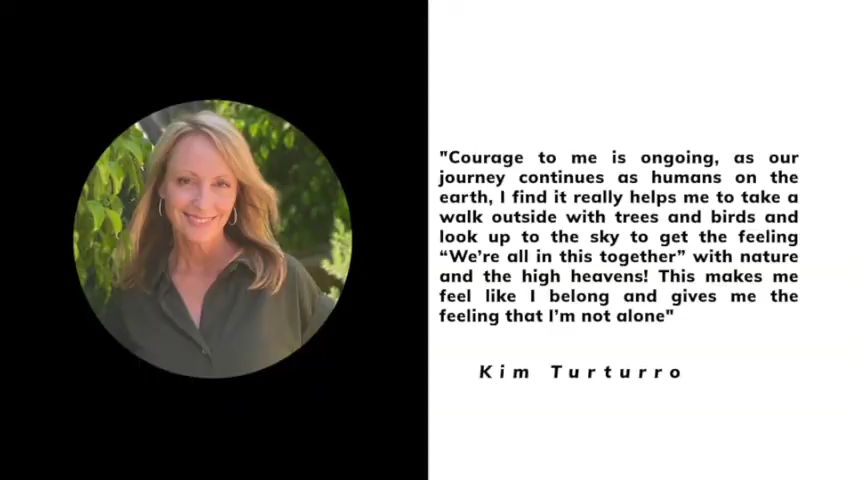 "Courage to me is ongoing, as our
journey continues as humans on the
earth, I find it really helps me to take a
walk outside with trees and birds and
look up to the sky to get the feeling
“We’re all in this together” with nature
and the high heavens! This makes me
feel like I belong and gives me the
feeling that I’m not alone"
Kim Turturro